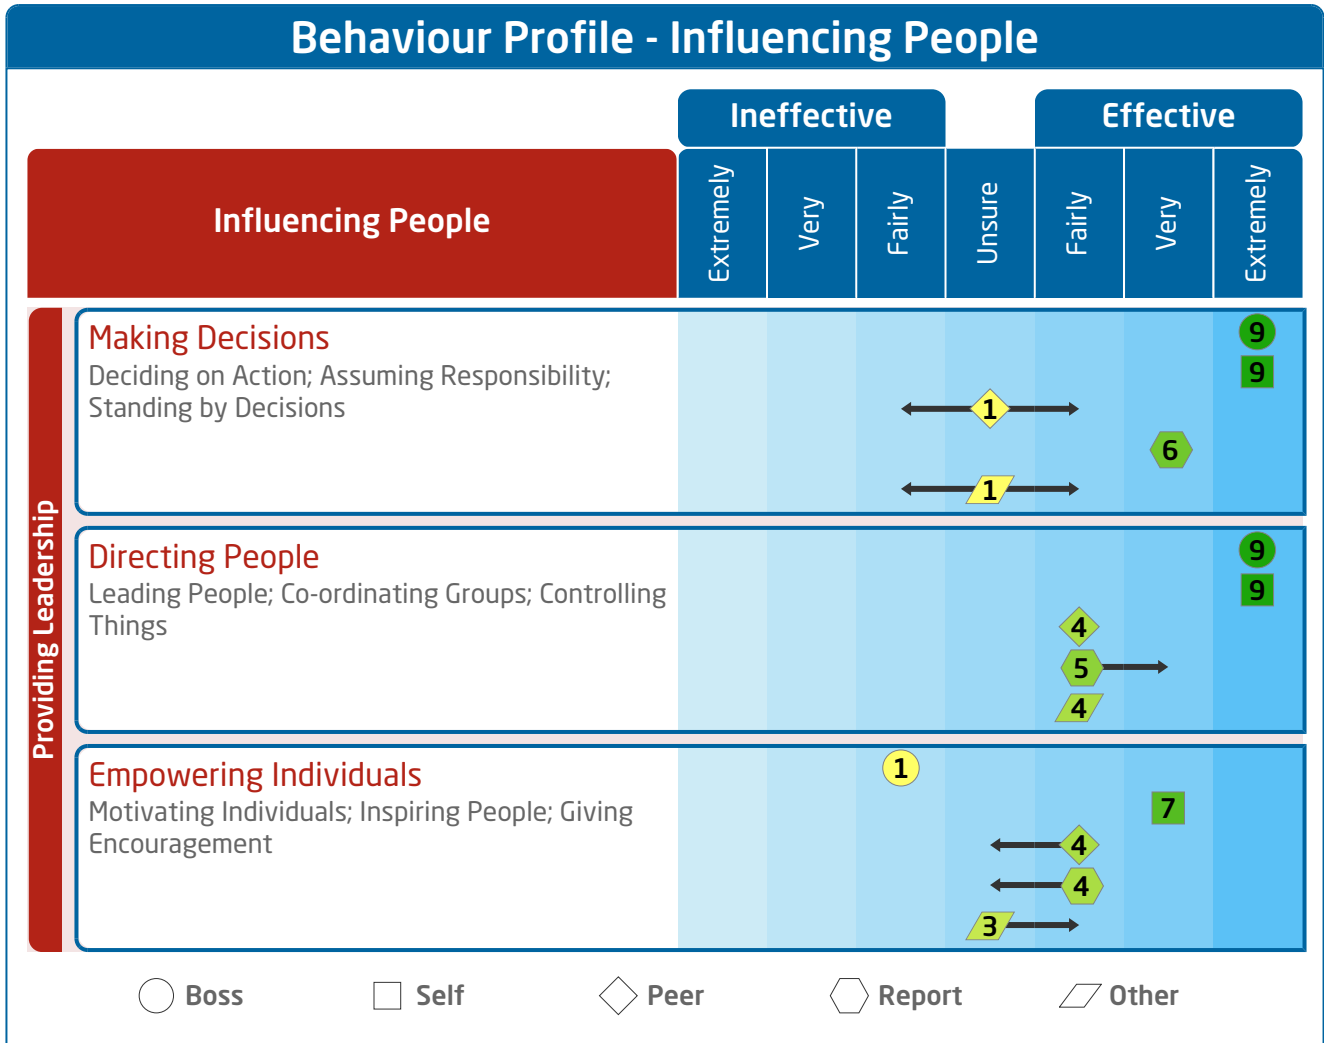 Behaviour Profile - Influencing People
Ineffective
Effective
Influencing People
Extremely
Very
Fairly
Unsure
Fairly
Very
Extremely
Providing Leadership
Making Decisions
Deciding on Action; Assuming Responsibility;
Standing by Decisions
9
9
1
6
1
Directing People
Leading People; Co-ordinating Groups; Controlling
Things
9
9
4
5
4
Empowering Individuals
Motivating Individuals; Inspiring People; Giving
Encouragement
1
7
4
4
3
Boss
Self
Peer
Report
Other